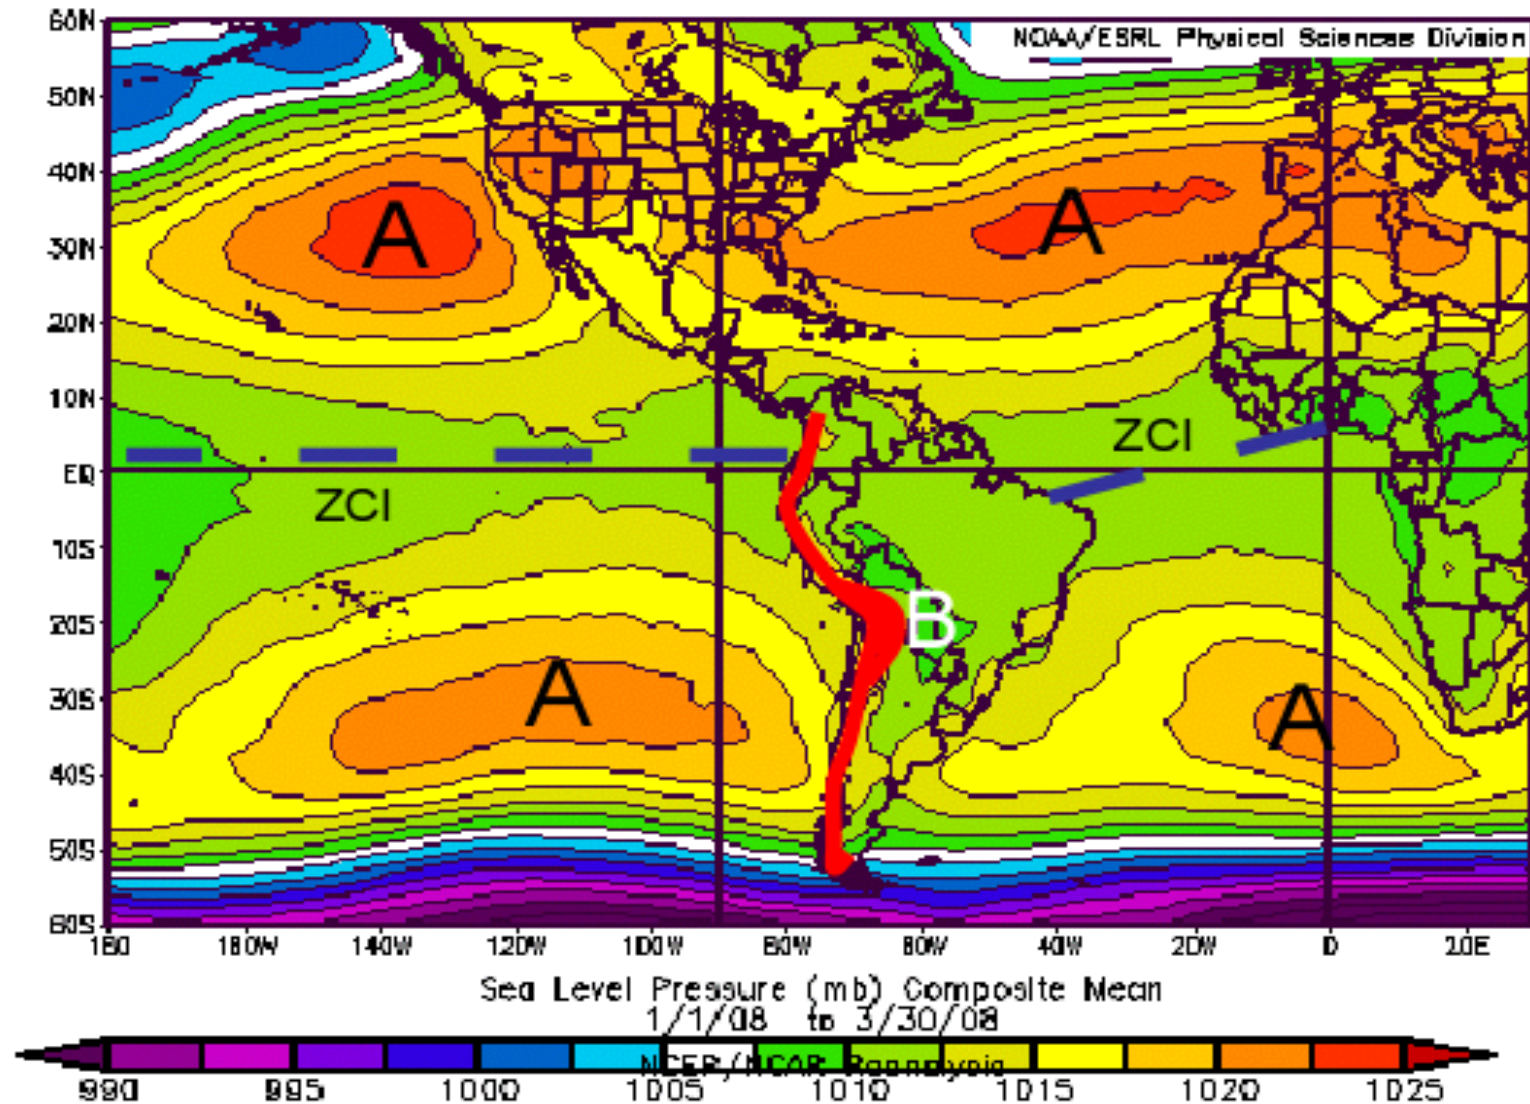 NOAA/ESRL Physical Sciences Division
60N
50N
40N
30N
20N
10N
EQ
10S
20S
30S
40S
50S
60S
A
A
ZCI
ZCI
B
A
A
180 160W 140W 120W 100W 80W 60W 40W 20W 0 20E
Sea Level Pressure (mb) Composite Mean
1/1/08 to 3/30/08
NCEP/NCAR Reanalysis
990 995 1000 1005 1010 1015 1020 1025